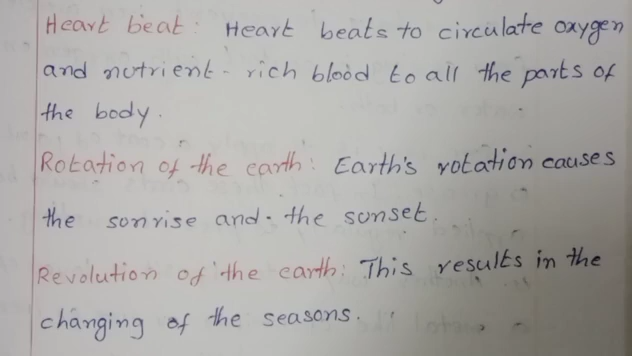 Heart beat: Heart beats to circulate oxygen
and nutrient-rich blood to all the parts of
the body.
Rotation of the earth: Earth's rotation causes
the sunrise and the sunset.
Revolution of the earth: This results in the
changing of the seasons.